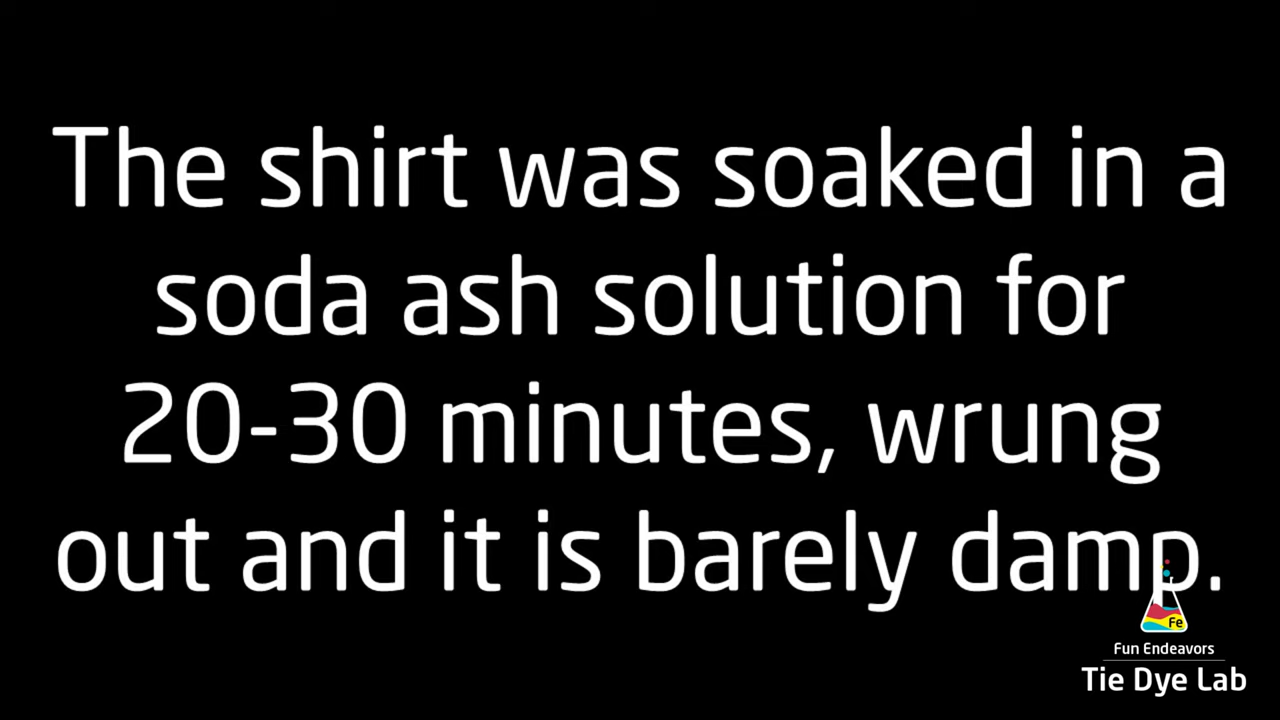 The shirt was soaked in a
soda ash solution for
20-30 minutes, wrung
out and it is barely damp.
Fe
Fun Endeavors
Tie Dye Lab